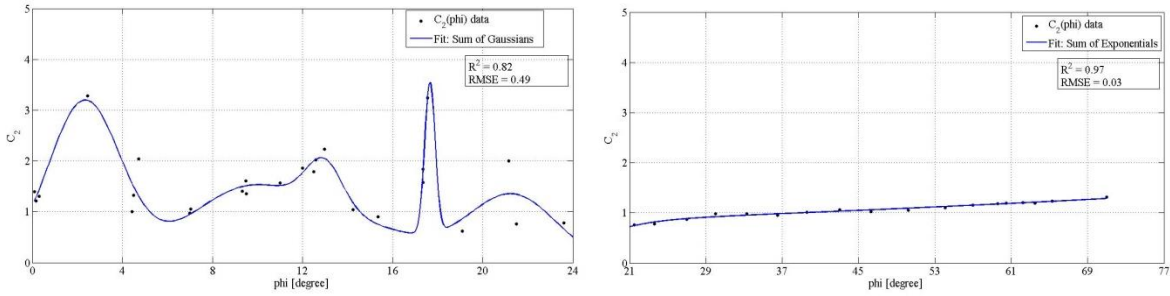 5
4
3
2
1
0
C2
0 4 8 12 16 20 24
phi [degree]
C2(phi) data
Fit: Sum of Gaussians
R2 = 0.82
RMSE = 0.49
5
4
3
2
1
0
C2
21 29 37 45 53 61 69 77
phi [degree]
C2(phi) data
Fit: Sum of Exponentials
R2 = 0.97
RMSE = 0.03